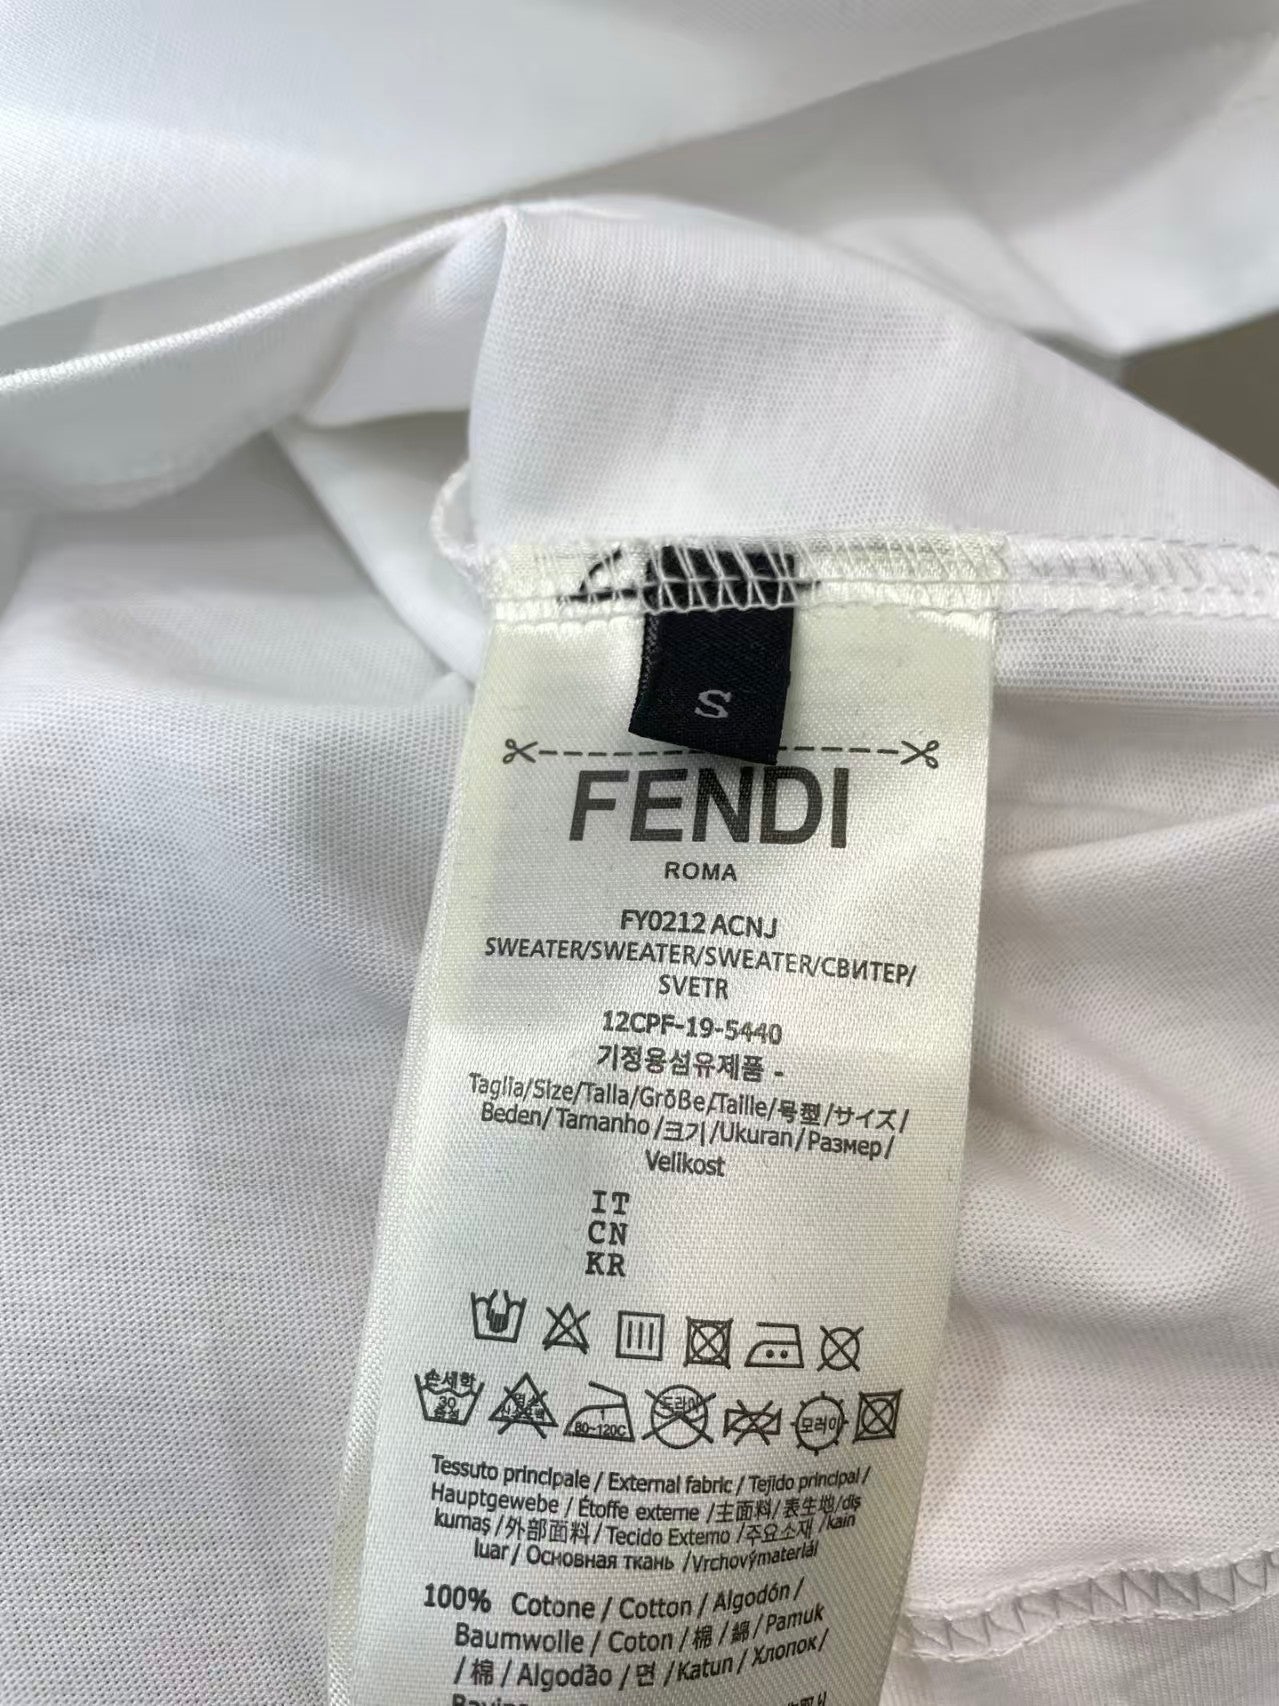 S
FENDI
ROMA
FY0212 ACNJ
SWEATER/SWEATER/SWEATER/СВИТЕР/
SVETR
12CPF-19-5440
기정용섬유제품 -
Taglia/Size/Talla/Größe/Taille/号型/サイズ/
Beden/Tamanho/크기/Ukuran/Размер/
Velikost
IT
CN
KR
손세탁
30
중성
80~120C
드라이
Tessuto principale / External fabric / Tejido principal /
Hauptgewebe / Étoffe externe /主面料/表生地/diş
kumaş /外部面料/ Tecido Externo /주요소재 /kain
luar / Основная ткань /Vrchovýmateriál
100% Cotone / Cotton / Algodón /
Baumwolle / Coton / 棉 / 綿 / Pamuk
/ 棉 / Algodão / 면 /Katun / Хлопок /